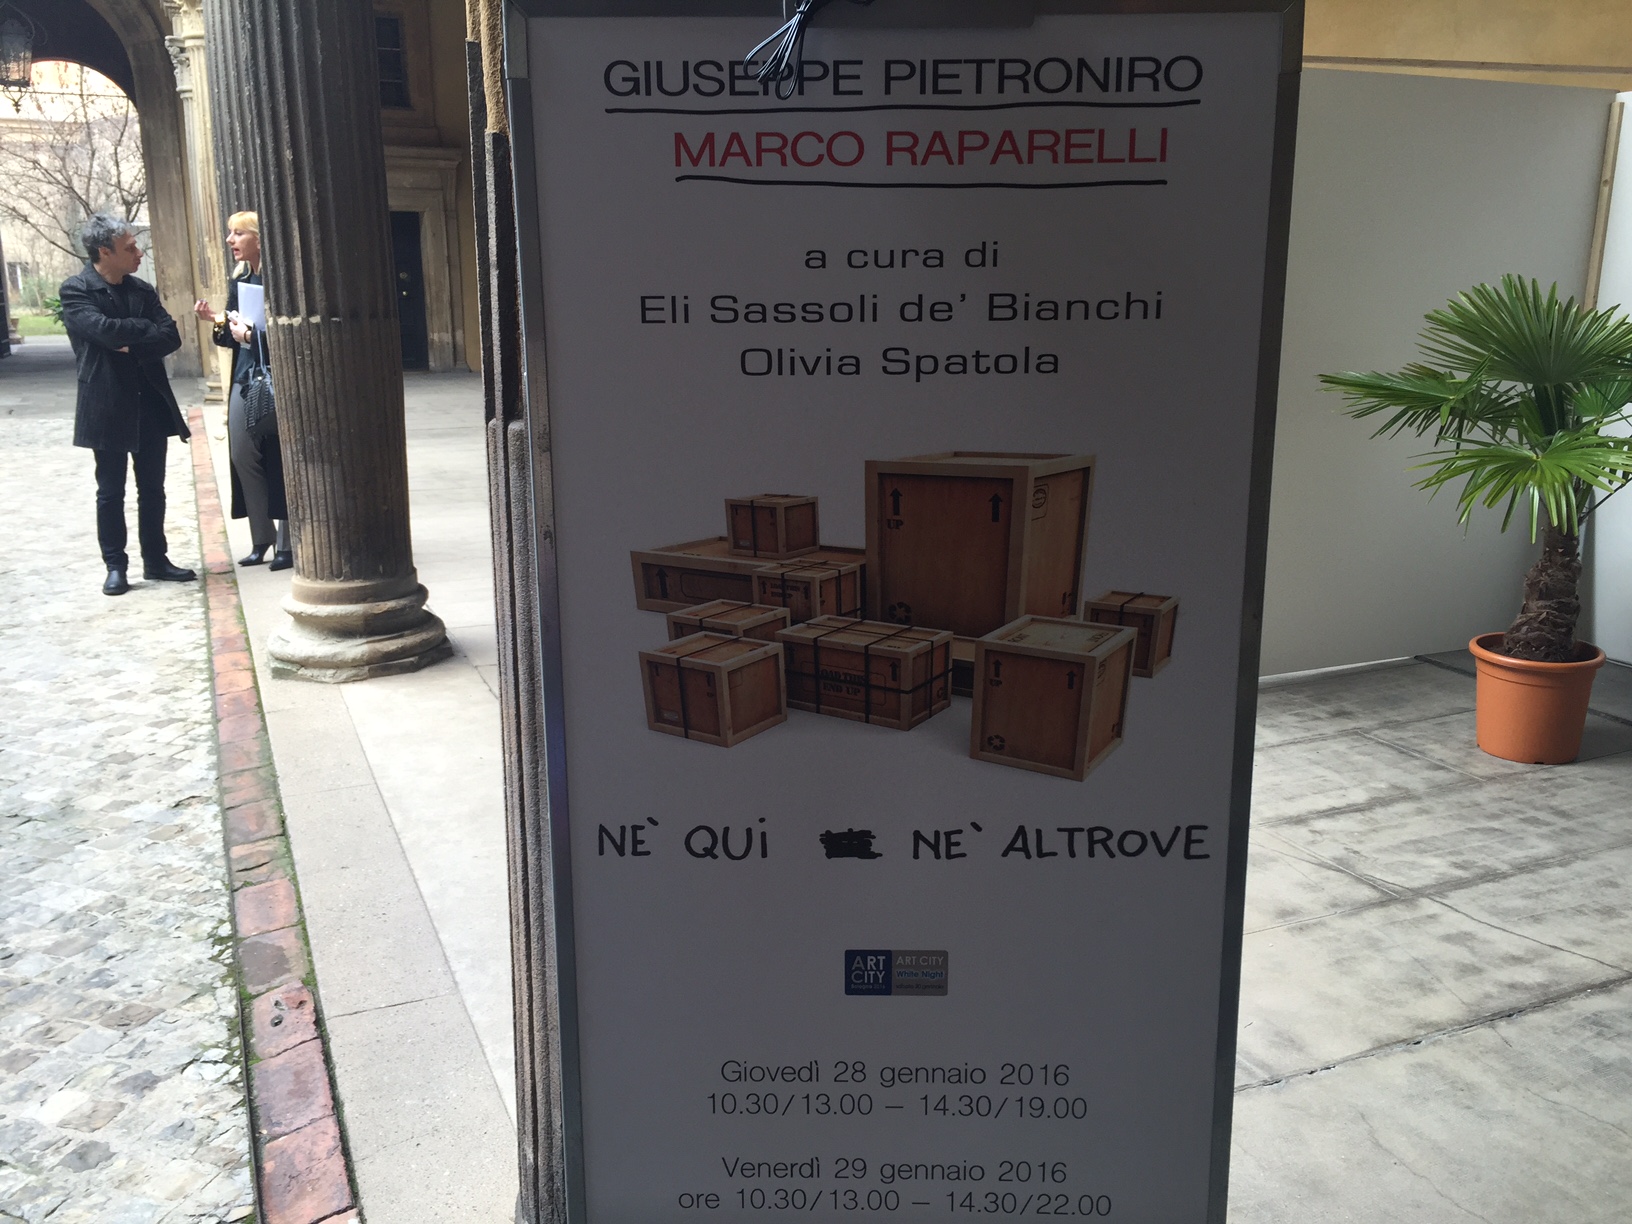 GIUSEPPE PIETRONIRO
MARCO RAPARELLI
a cura di
Eli Sassoli de' Bianchi
Olivia Spatola
UP
UP
NE` QUi NE` ALTROVE
ART CITY
ART CITY
White Night
Giovedì 28 gennaio 2016
10.30/13.00 – 14.30/19.00
Venerdì 29 gennaio 2016
ore 10.30/13.00 – 14.30/22.00